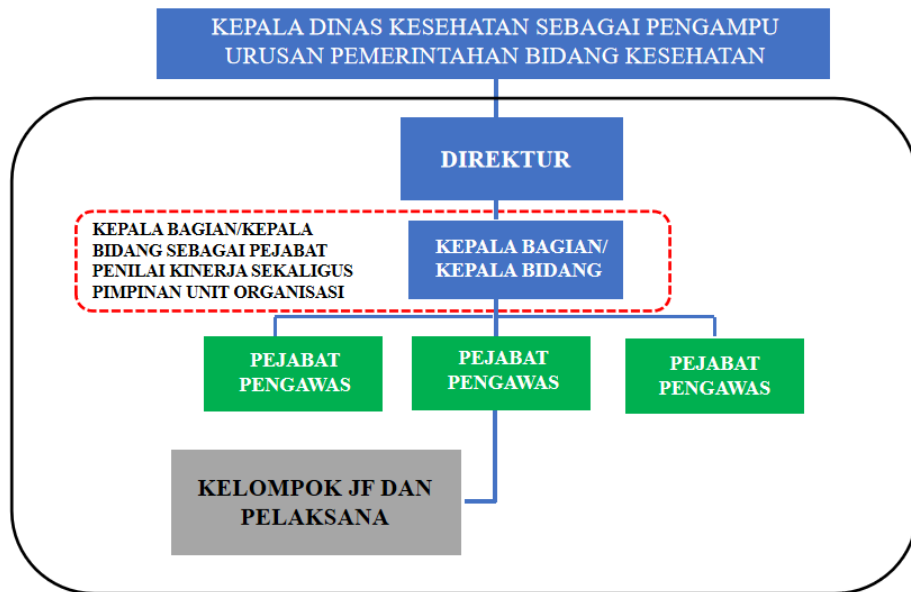 KEPALA DINAS KESEHATAN SEBAGAI PENGAMPU
URUSAN PEMERINTAHAN BIDANG KESEHATAN
DIREKTUR
KEPALA BAGIAN/KEPALA
BIDANG SEBAGAI PEJABAT
PENILAI KINERJA SEKALIGUS
PIMPINAN UNIT ORGANISASI
KEPALA BAGIAN/
KEPALA BIDANG
PEJABAT
PENGAWAS
PEJABAT
PENGAWAS
PEJABAT
PENGAWAS
KELOMPOK JF DAN
PELAKSANA